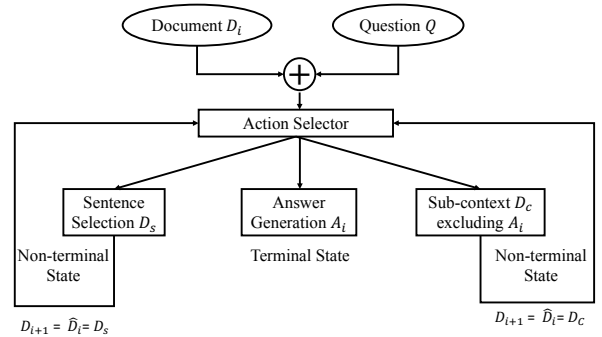 Document D_i
Question Q
+
Action Selector
Sentence
Selection D_s
Answer
Generation A_i
Sub-context D_c
excluding A_i
Non-terminal
State
Terminal State
Non-terminal
State
D_{i+1} = D̂_i = D_s
D_{i+1} = D̂_i = D_C